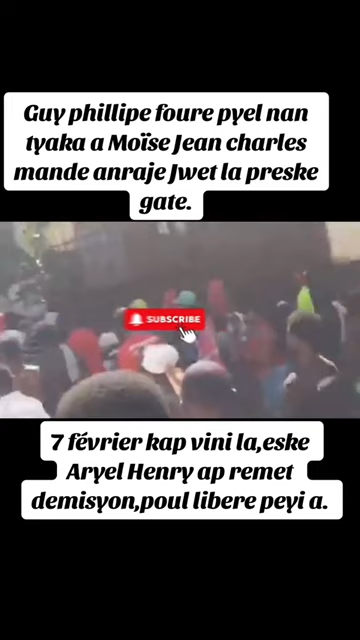 Guy phillipe foure pyel nan
tyaka a Moïse Jean charles
mande anraje Jwet la preske
gate.
SUBSCRIBE
7 février kap vini la,eske
Aryel Henry ap remet
demisyon,poul libere peyi a.